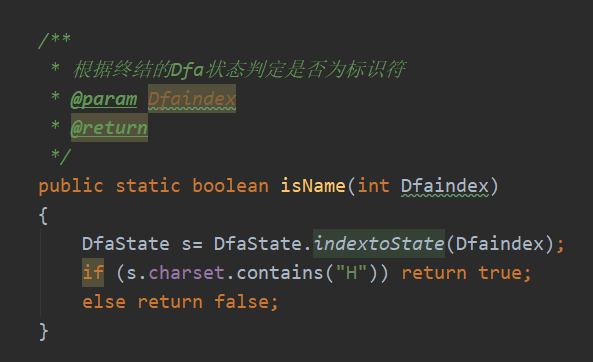 /**
 * 根据终结的Dfa状态判定是否为标识符
 * @param Dfaindex
 * @return
 */
public static boolean isName(int Dfaindex)
{
    DfaState s= DfaState.indextoState(Dfaindex);
    if (s.charset.contains("H")) return true;
    else return false;
}